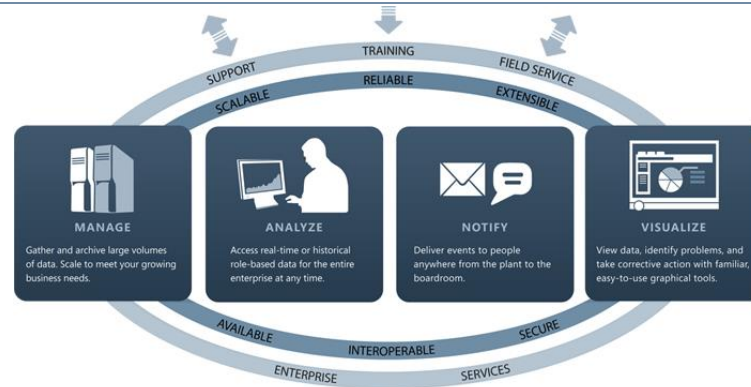 TRAINING
SUPPORT
FIELD SERVICE
RELIABLE
SCALABLE
EXTENSIBLE
MANAGE
Gather and archive large volumes
of data. Scale to meet your growing
business needs.
ANALYZE
Access real-time or historical
role-based data for the entire
enterprise at any time.
NOTIFY
Deliver events to people
anywhere from the plant to the
boardroom.
VISUALIZE
View data, identify problems, and
take corrective action with familiar,
easy-to-use graphical tools.
AVAILABLE
INTEROPERABLE
SECURE
ENTERPRISE
SERVICES